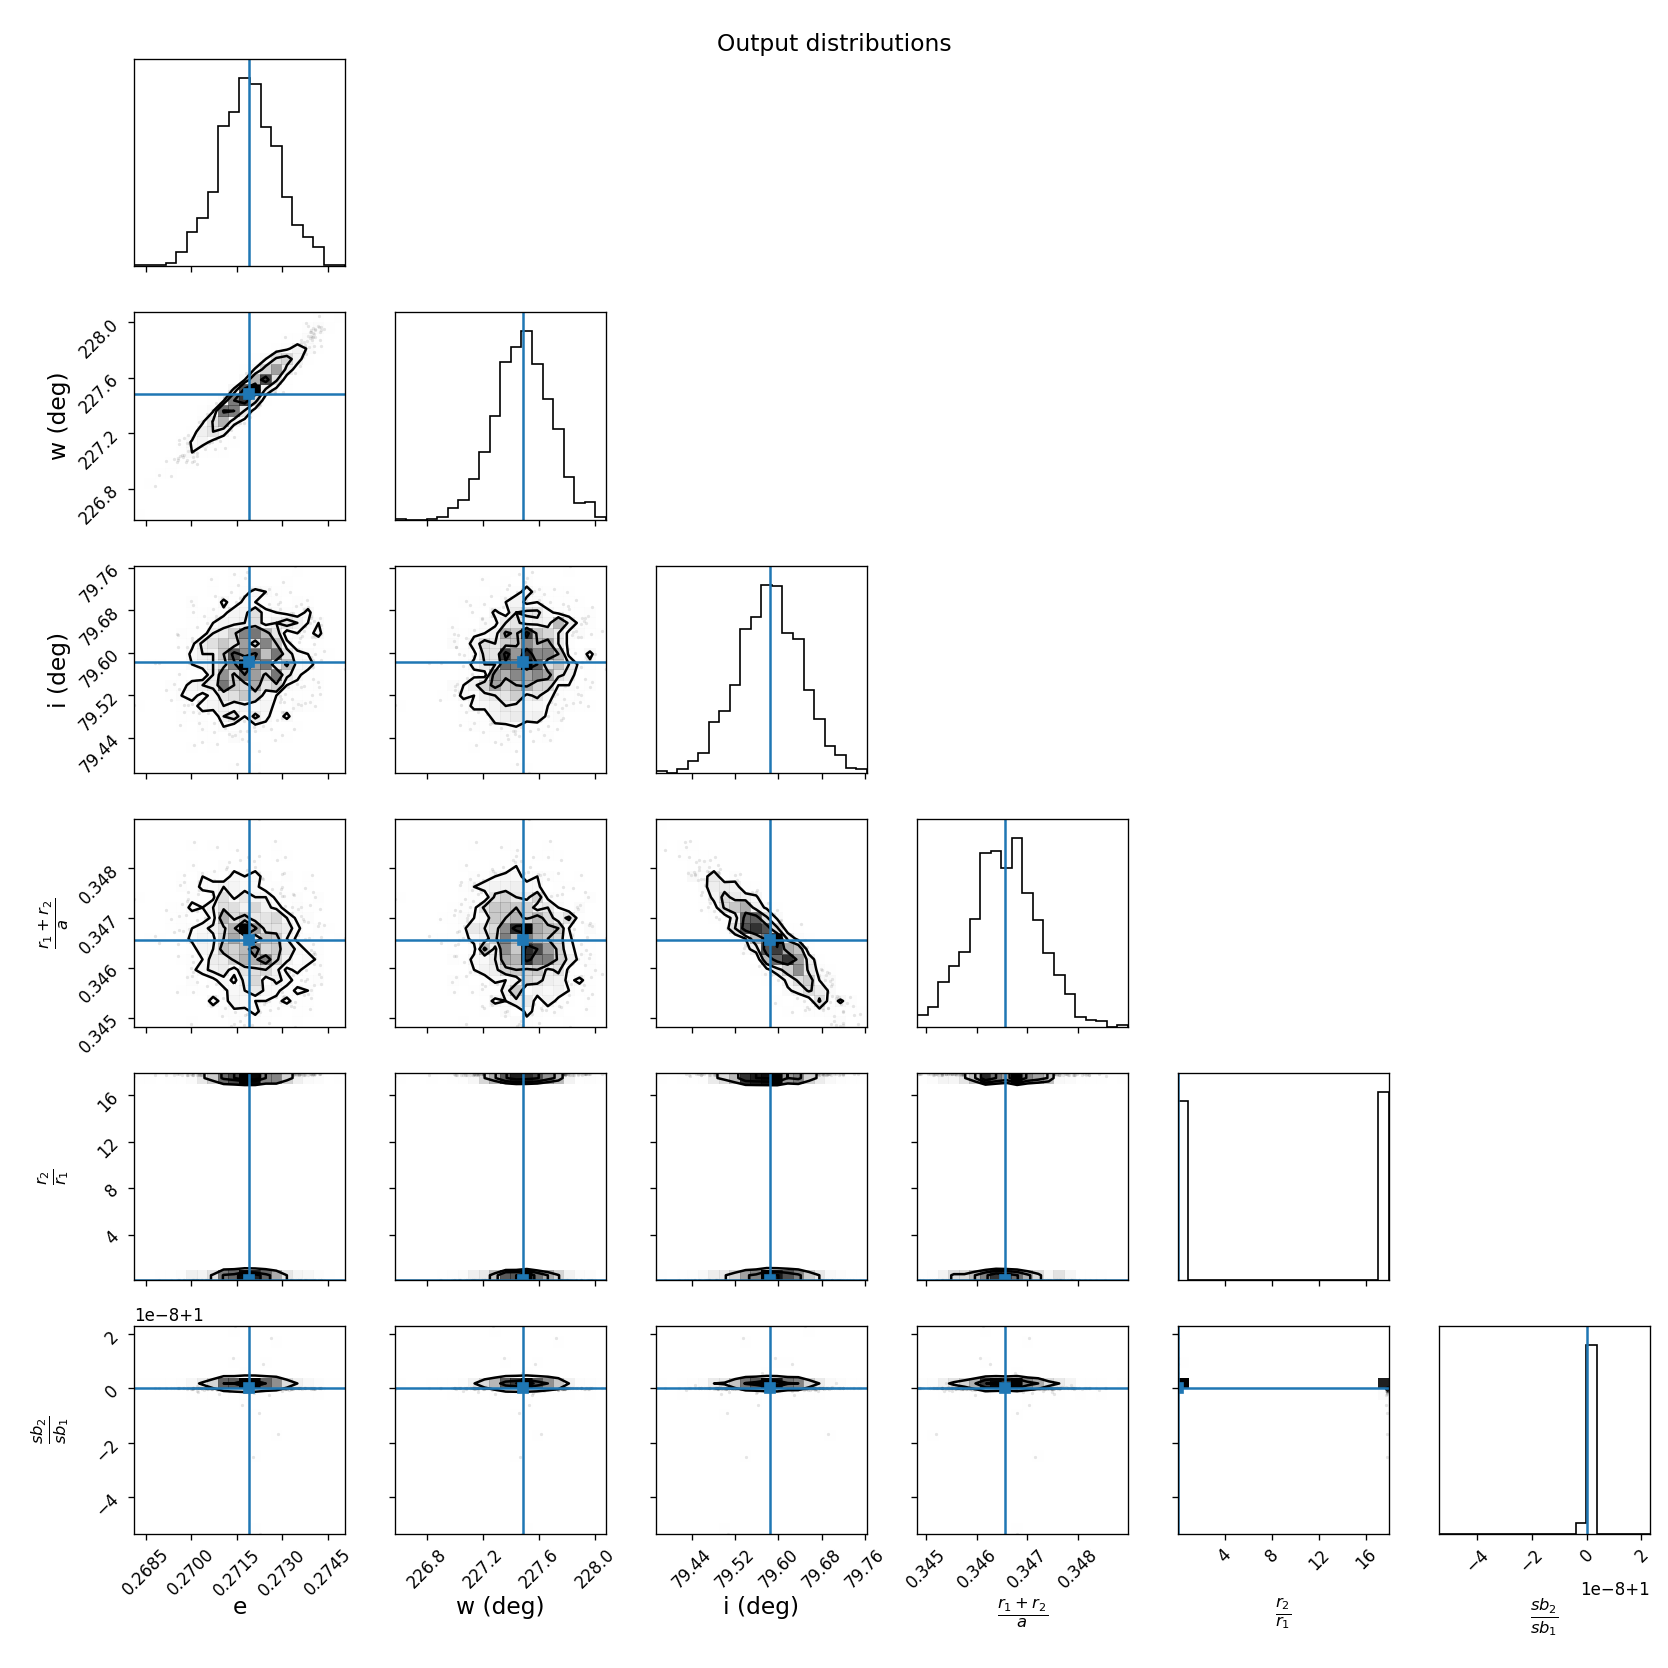 Output distributions
228.0
227.6
227.2
226.8
w (deg)
79.76
79.68
79.60
79.52
79.44
i (deg)
0.348
0.347
0.346
0.345
r₁ + r₂
a
16
12
8
4
r₂
r₁
1e−8+1
2
0
−2
−4
sb₂
sb₁
0.2685 0.2700 0.2715 0.2730 0.2745
e
226.8 227.2 227.6 228.0
w (deg)
79.44 79.52 79.60 79.68 79.76
i (deg)
0.345 0.346 0.347 0.348
r₁ + r₂
a
4 8 12 16
r₂
r₁
−4 −2 0 2
1e−8+1
sb₂
sb₁